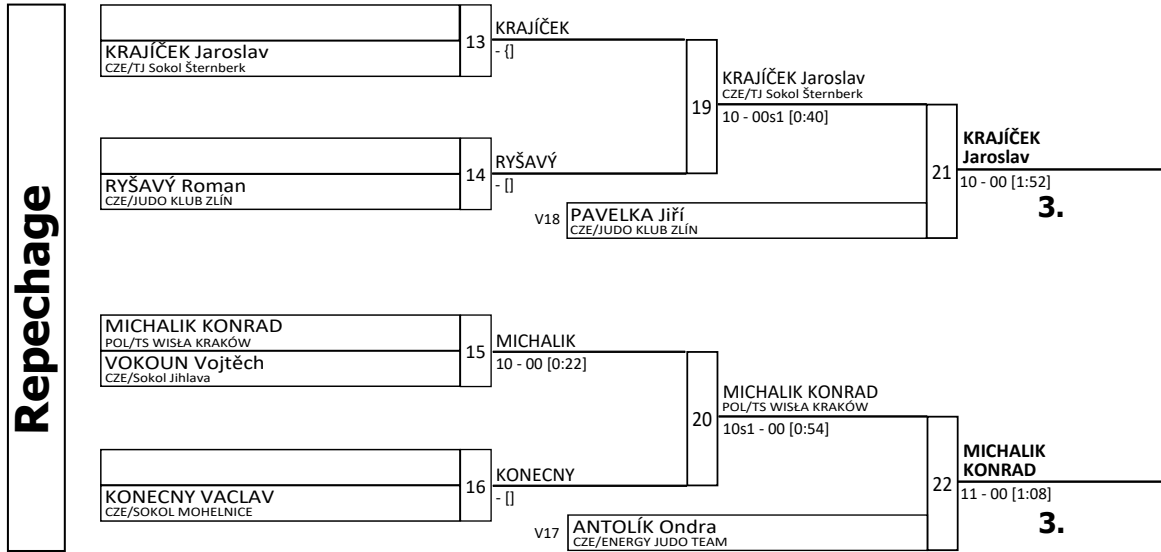 Repechage
KRAJÍČEK Jaroslav
CZE/TJ Sokol Šternberk
13
KRAJÍČEK
- {]
RYŠAVÝ Roman
CZE/JUDO KLUB ZLÍN
14
RYŠAVÝ
- []
19
KRAJÍČEK Jaroslav
CZE/TJ Sokol Šternberk
10 - 00s1 [0:40]
V18
PAVELKA Jiří
CZE/JUDO KLUB ZLÍN
21
KRAJÍČEK
Jaroslav
10 - 00 [1:52]
3.
MICHALIK KONRAD
POL/TS WISŁA KRAKÓW
VOKOUN Vojtěch
CZE/Sokol Jihlava
15
MICHALIK
10 - 00 [0:22]
KONECNY VACLAV
CZE/SOKOL MOHELNICE
16
KONECNY
- []
20
MICHALIK KONRAD
POL/TS WISŁA KRAKÓW
10s1 - 00 [0:54]
V17
ANTOLÍK Ondra
CZE/ENERGY JUDO TEAM
22
MICHALIK
KONRAD
11 - 00 [1:08]
3.